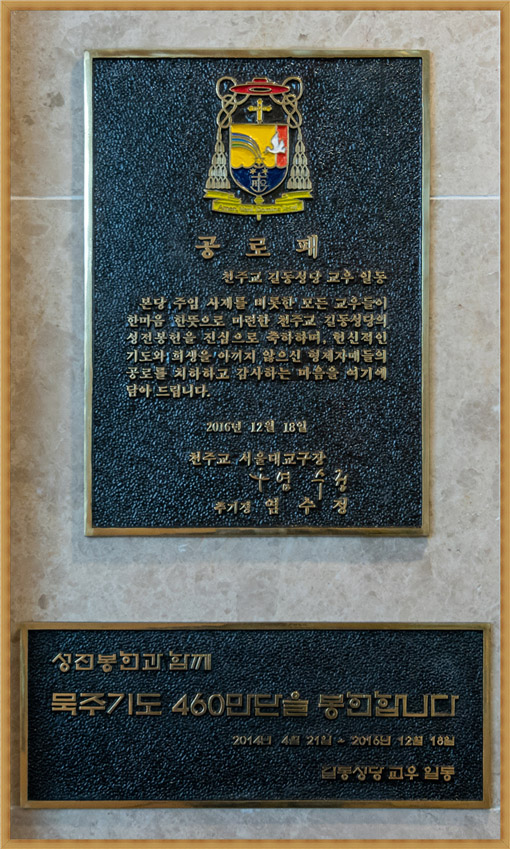 공로패
천주교 길동성당 교우 일동
본당 주임 사제를 비롯한 모든 교우들이
한마음 한뜻으로 마련한 천주교 길동성당의
성전봉헌을 진심으로 축하하며, 헌신적인
기도와 희생을 아끼지 않으신 형제자매들의
공로를 치하하고 감사하는 마음을 여기에
담아 드립니다.
2016년 12월 18일
천주교 서울대교구장
염 수 정
추기경 염 수 정
성전봉헌과 함께
묵주기도 460만단을 봉헌합니다
2014년 4월 21일 ~ 2016년 12월 18일
길동성당 교우 일동